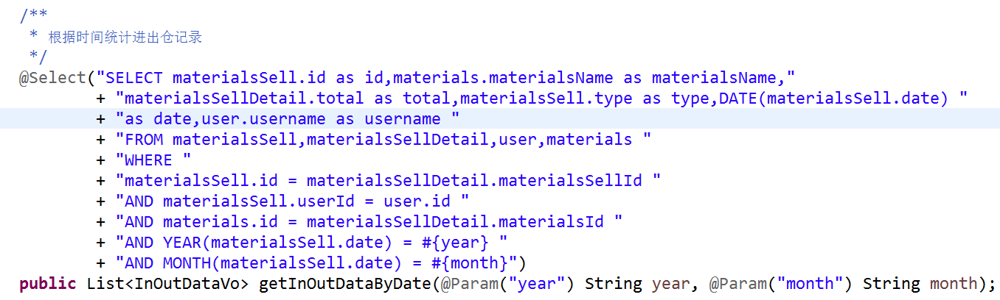 /**
 * 根据时间统计进出仓记录
 */
@Select("SELECT materialsSell.id as id,materials.materialsName as materialsName,"
        + "materialsSellDetail.total as total,materialsSell.type as type,DATE(materialsSell.date) "
        + "as date,user.username as username "
        + "FROM materialsSell,materialsSellDetail,user,materials "
        + "WHERE "
        + "materialsSell.id = materialsSellDetail.materialsSellId "
        + "AND materialsSell.userId = user.id "
        + "AND materials.id = materialsSellDetail.materialsId "
        + "AND YEAR(materialsSell.date) = #{year} "
        + "AND MONTH(materialsSell.date) = #{month}")
public List<InOutDataVo> getInOutDataByDate(@Param("year") String year, @Param("month") String month);